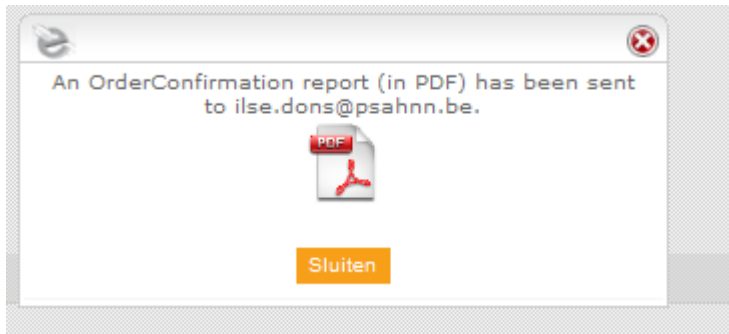 An OrderConfirmation report (in PDF) has been sent
to ilse.dons@psahnn.be.
PDF
Sluiten